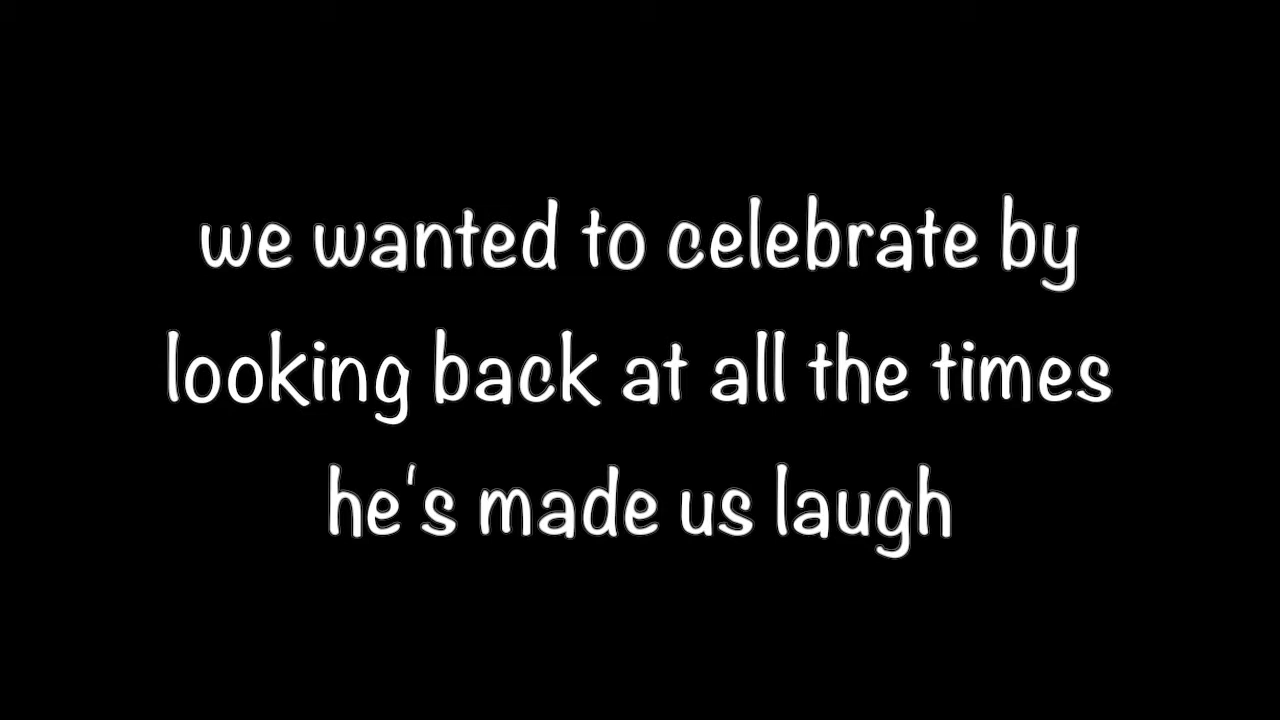 we wanted to celebrate by
looking back at all the times
he's made us laugh